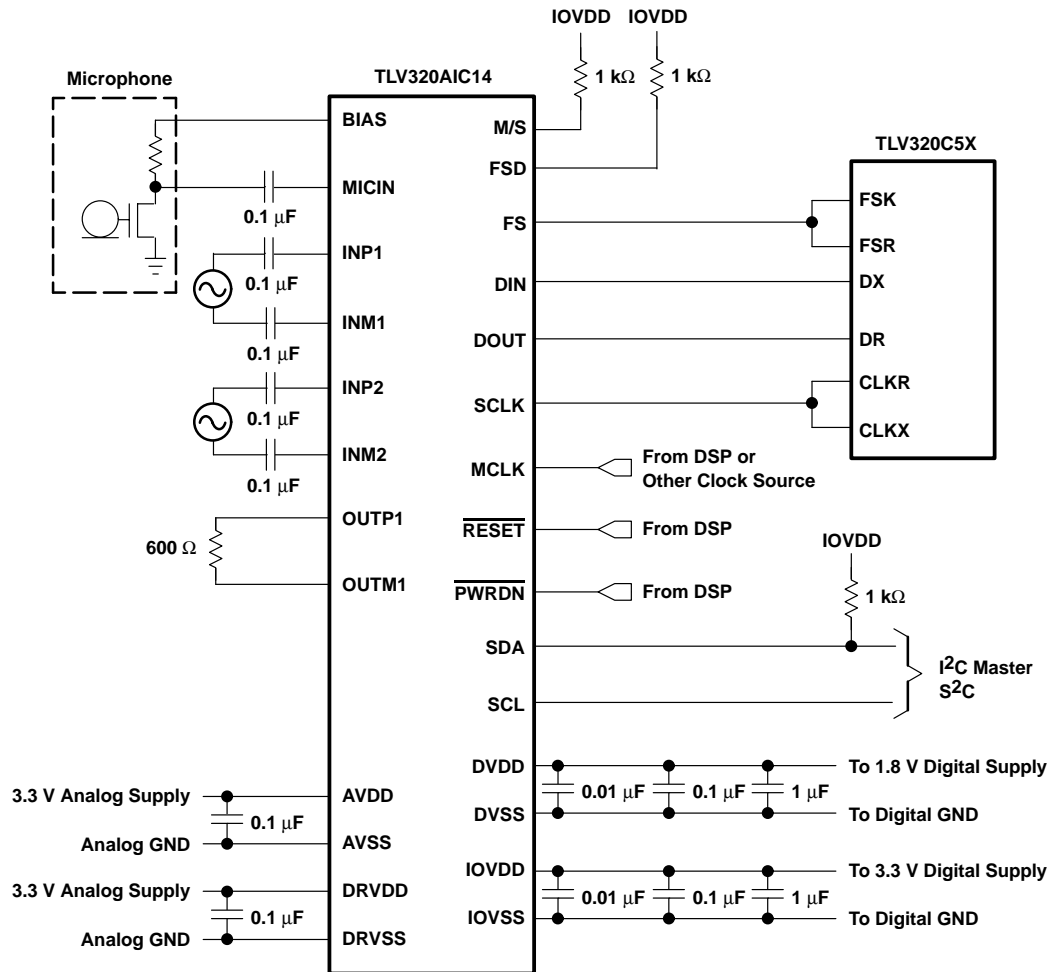 IOVDD
IOVDD
1 kΩ
1 kΩ
Microphone
TLV320AIC14
TLV320C5X
BIAS
MICIN
0.1 μF
INP1
0.1 μF
INM1
0.1 μF
INP2
0.1 μF
INM2
0.1 μF
OUTP1
600 Ω
OUTM1
3.3 V Analog Supply
AVDD
0.1 μF
Analog GND
AVSS
3.3 V Analog Supply
DRVDD
0.1 μF
Analog GND
DRVSS
M/S
FSD
FS
DIN
DOUT
SCLK
MCLK
RESET
PWRDN
SDA
SCL
DVDD
DVSS
IOVDD
IOVSS
FSK
FSR
DX
DR
CLKR
CLKX
From DSP or
Other Clock Source
From DSP
From DSP
IOVDD
1 kΩ
I2C Master
S2C
0.01 μF
0.1 μF
1 μF
To 1.8 V Digital Supply
To Digital GND
0.01 μF
0.1 μF
1 μF
To 3.3 V Digital Supply
To Digital GND